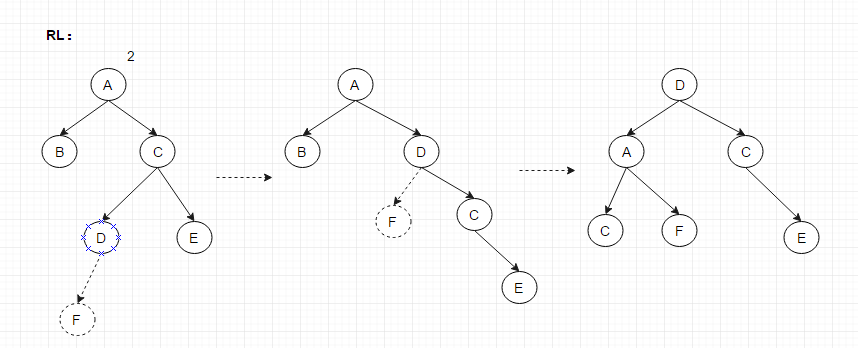 RL：
2
A A D
B C B D A C
D E F C C F E
F E